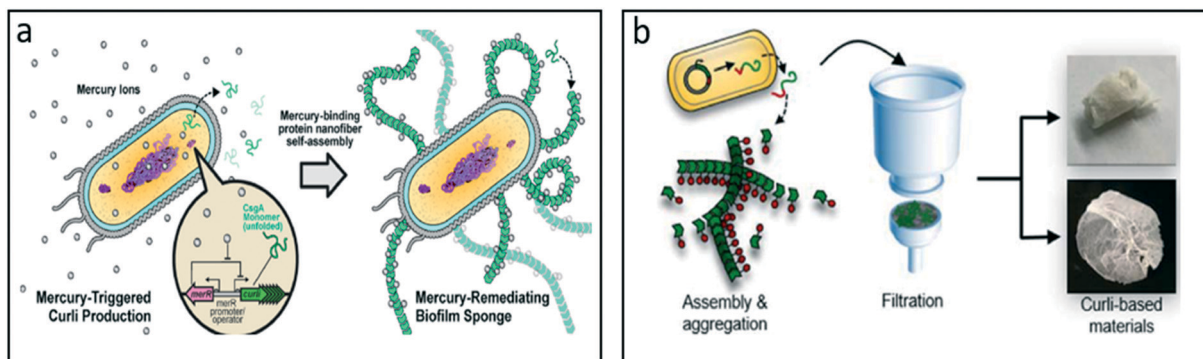 a
Mercury Ions
Mercury-binding
protein nanofiber
self-assembly
CsgA
Monomer
(unfolded)
merR
curli
merR
promoter/
operator
Mercury-Triggered
Curli Production
Mercury-Remediating
Biofilm Sponge
b
Assembly &
aggregation
Filtration
Curli-based
materials